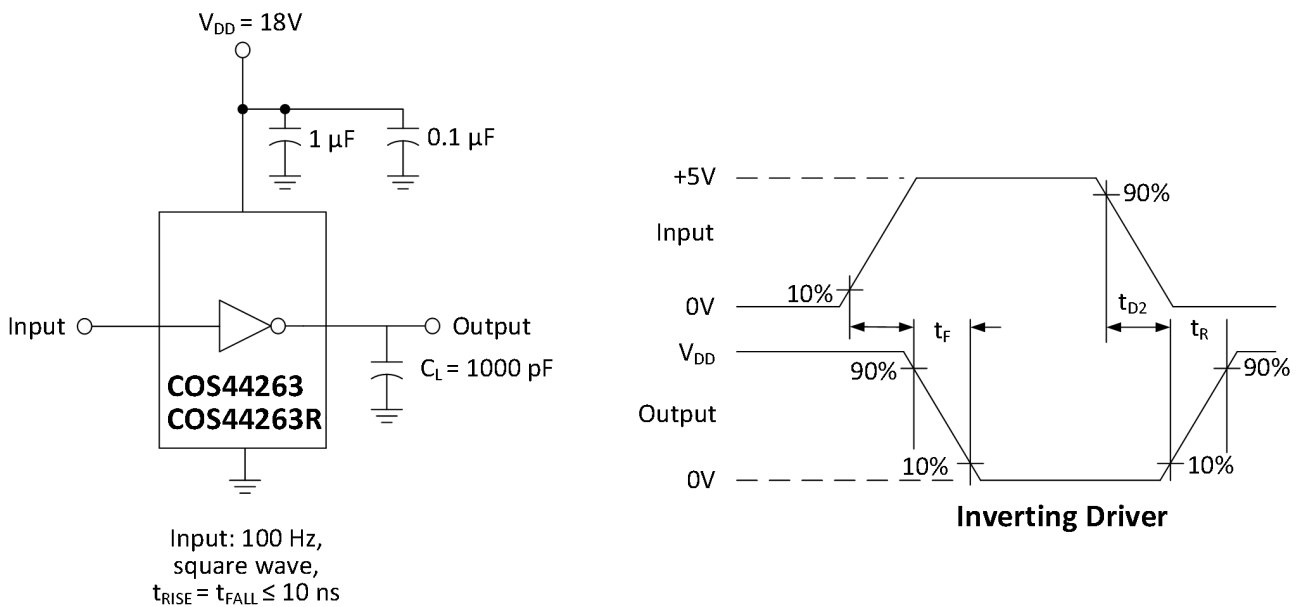 V_DD = 18V
1 µF
0.1 µF
Input
Output
C_L = 1000 pF
COS44263
COS44263R
Input: 100 Hz,
square wave,
t_RISE = t_FALL ≤ 10 ns
+5V
90%
Input
10%
0V
t_D2
t_F
t_R
V_DD
90%
90%
Output
10%
10%
0V
Inverting Driver